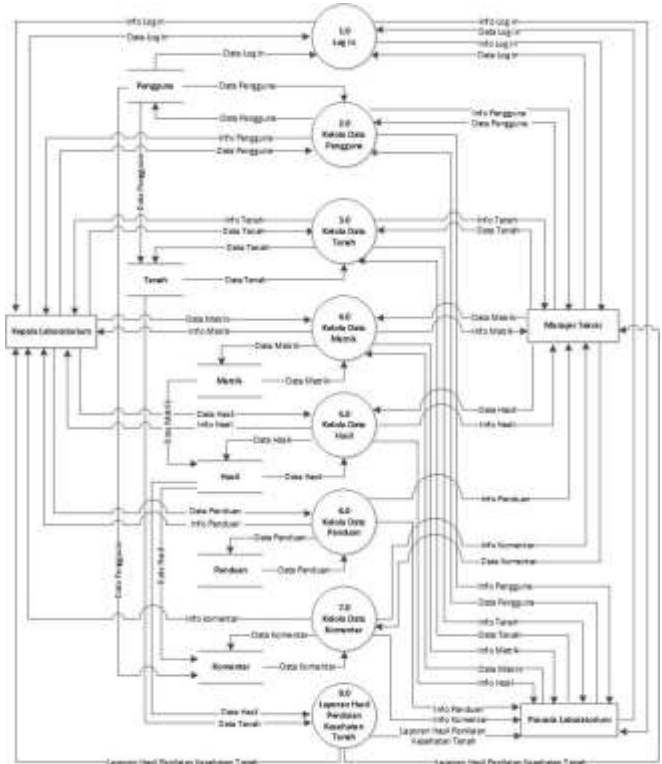 Info Log in
Data Log in
1.0
Log in
Info Log in
Data Log in
Info Log in
Data Log in
Data Log in
Pengguna
Data Pengguna
Data Pengguna
2.0
Kelola Data
Pengguna
Info Pengguna
Data Pengguna
Info Pengguna
Data Pengguna
Data Pengguna
3.0
Kelola Data
Tanah
Info Tanah
Data Tanah
Info Tanah
Data Tanah
Tanah
Data Tanah
Kepala Laboratorium
Data Matrik
Info Matrik
4.0
Kelola Data
Matrik
Data Matrik
Info Matrik
Manajer Teknis
Data Matrik
Matrik
Data Matrik
Data Matrik
Data Hasil
Info Hasil
5.0
Kelola Data
Hasil
Data Hasil
Info Hasil
Data Hasil
Hasil
Data Hasil
Data Panduan
Info Panduan
6.0
Kelola Data
Panduan
Info Panduan
Data Panduan
Panduan
Data Panduan
Info Komentar
Data Komentar
Data Pengguna
Data Hasil
Info Komentar
7.0
Kelola Data
Komentar
Info Pengguna
Data Pengguna
Info Tanah
Data Tanah
Info Matrik
Data Matrik
Info Hasil
Data Komentar
Komentar
Data Komentar
Data Hasil
Data Tanah
8.0
Laporan Hasil
Penilaian
Kesehatan
Tanah
Info Panduan
Info Komentar
Laporan Hasil Penilaian
Kesehatan Tanah
Laboratorium
Laporan Hasil Penilaian Kesehatan Tanah
Laporan Hasil Penilaian Kesehatan Tanah